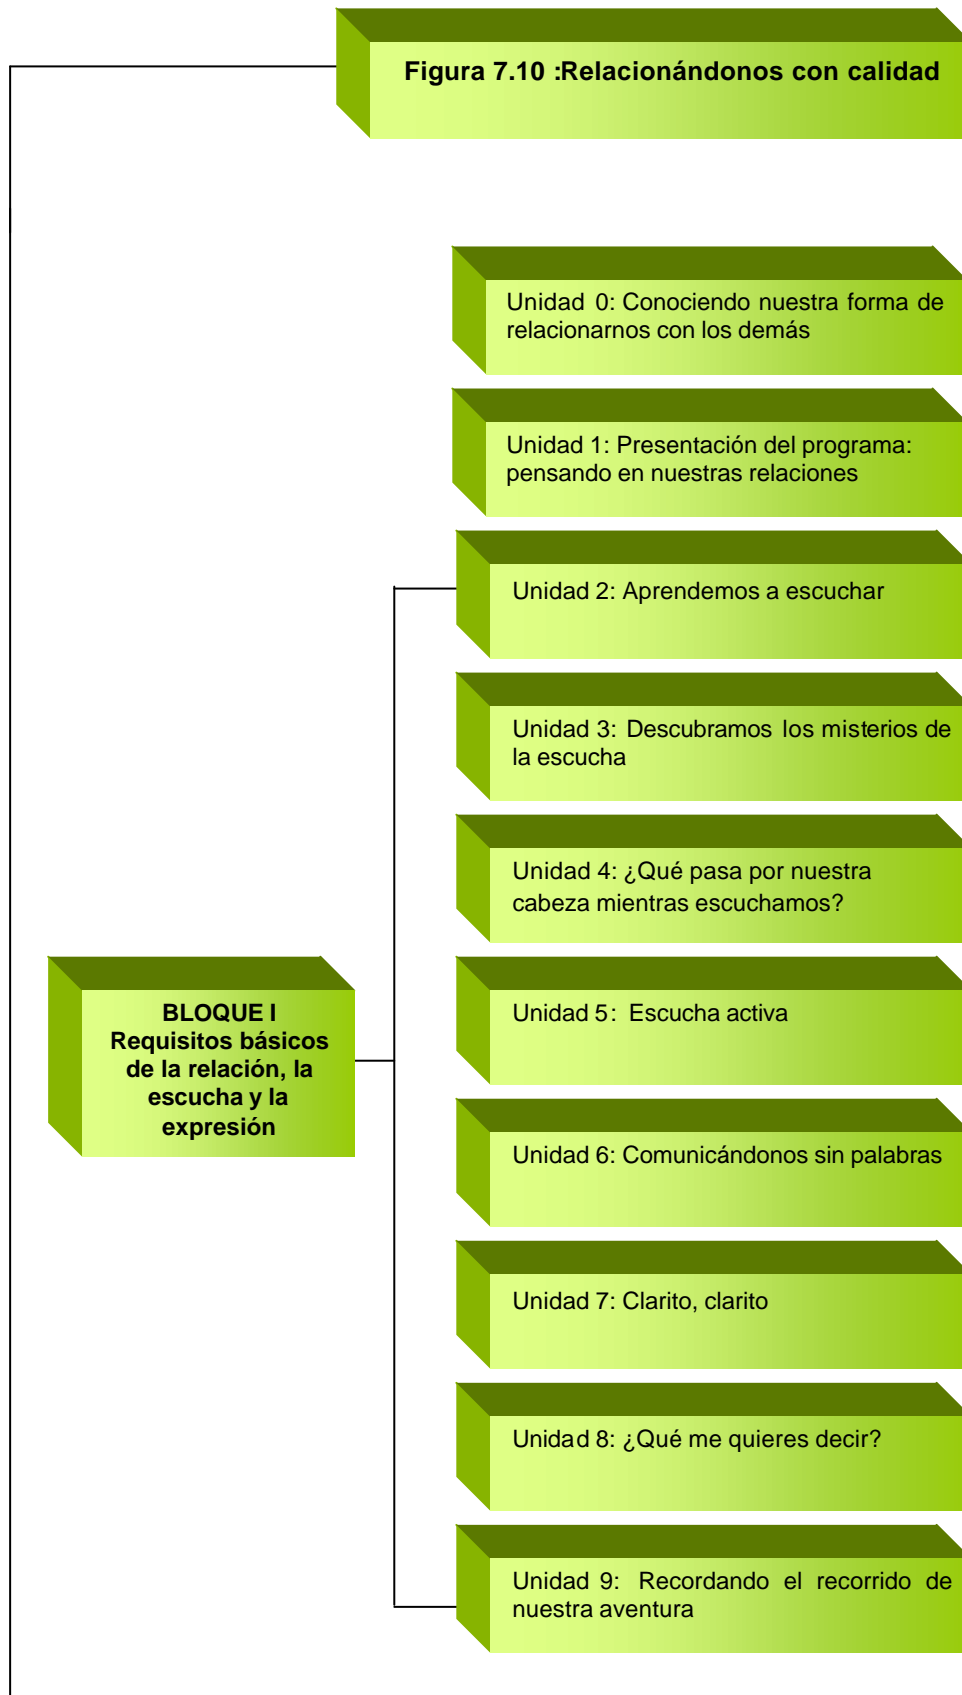 Figura 7.10 :Relacionándonos con calidad
Unidad 0: Conociendo nuestra forma de
relacionarnos con los demás
Unidad 1: Presentación del programa:
pensando en nuestras relaciones
Unidad 2: Aprendemos a escuchar
Unidad 3: Descubramos los misterios de
la escucha
Unidad 4: ¿Qué pasa por nuestra
cabeza mientras escuchamos?
BLOQUE I
Requisitos básicos
de la relación, la
escucha y la
expresión
Unidad 5: Escucha activa
Unidad 6: Comunicándonos sin palabras
Unidad 7: Clarito, clarito
Unidad 8: ¿Qué me quieres decir?
Unidad 9: Recordando el recorrido de
nuestra aventura